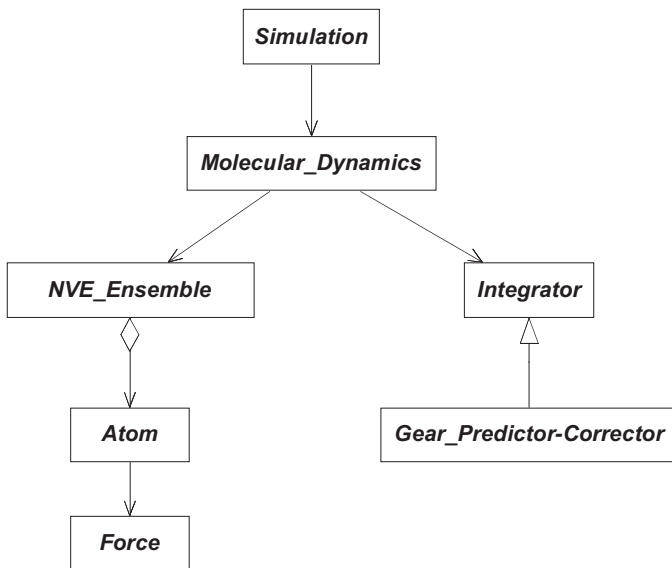 Simulation
Molecular_Dynamics
NVE_Ensemble
Integrator
Atom
Gear_Predictor-Corrector
Force